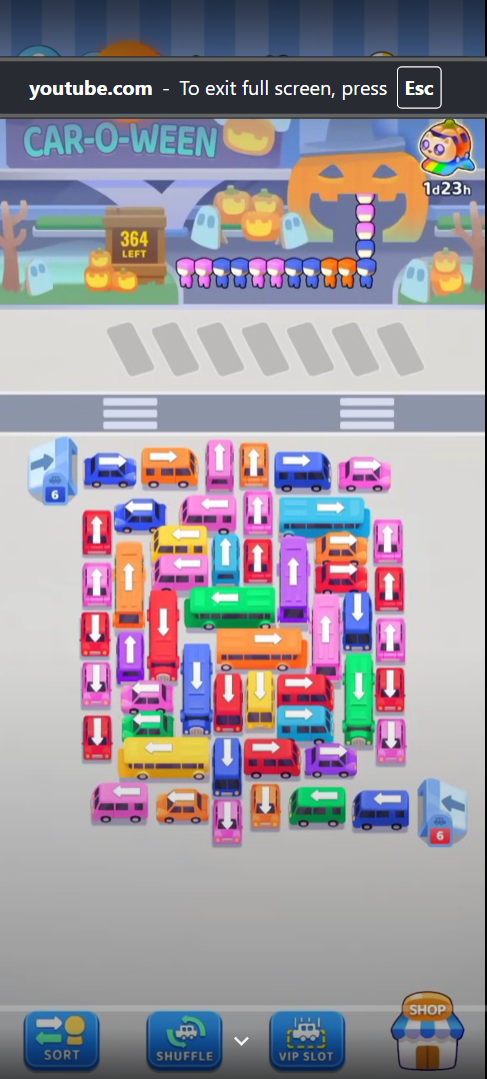 youtube.com - To exit full screen, press Esc
CAR-O-WEEN
1d23h
364
LEFT
6
6
SHOP
SORT
SHUFFLE
VIP SLOT